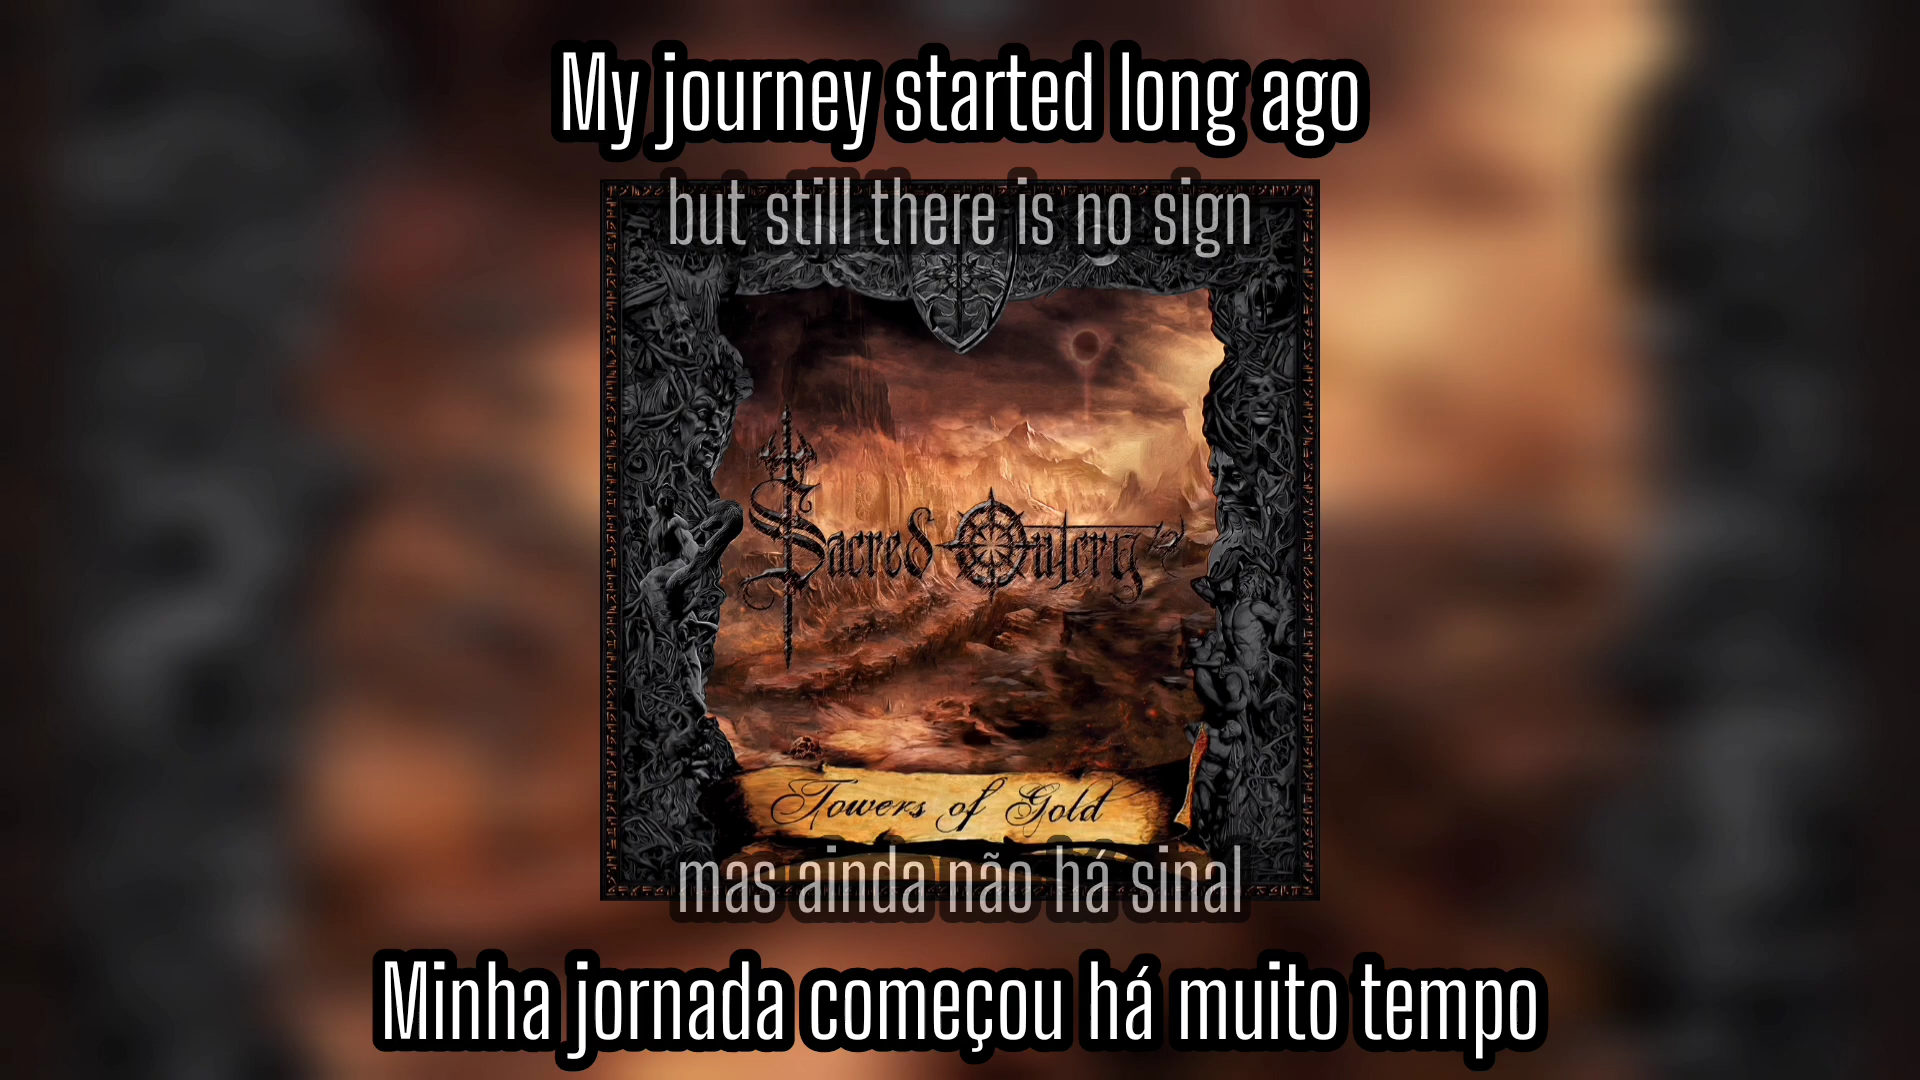 My journey started long ago
but still there is no sign
Sacred Outcry
Towers of Gold
mas ainda não há sinal
Minha jornada começou há muito tempo